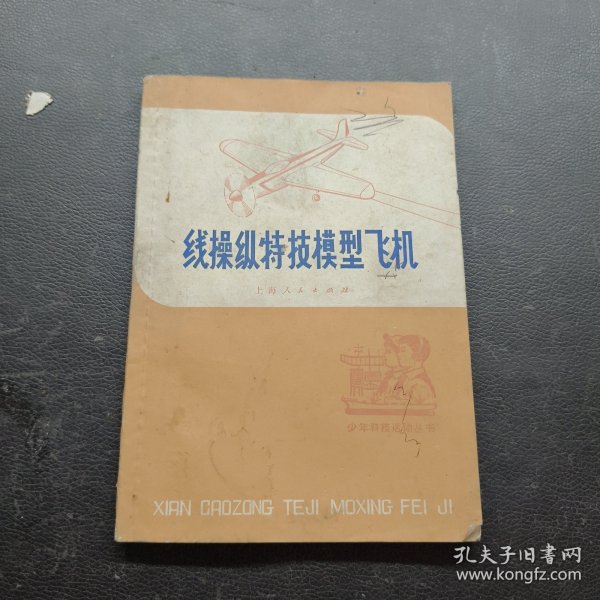 线操纵特技模型飞机
上海人民出版社
少年科技活动丛书
XIAN CAOZONG TEJI MOXING FEI JI
孔夫子旧书网
www.kongfz.com